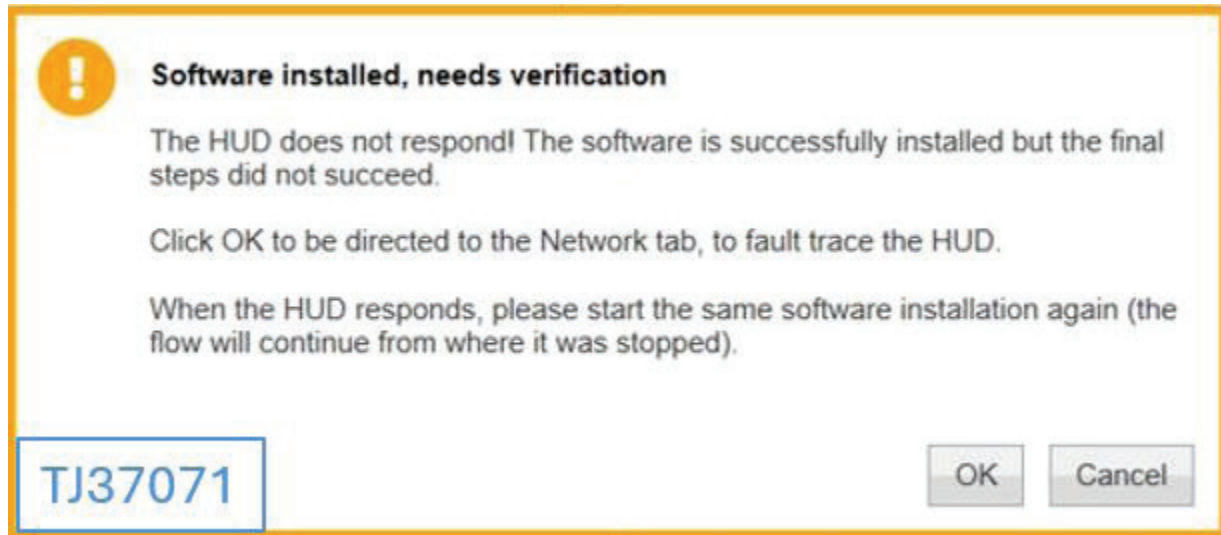 Software installed, needs verification
The HUD does not respond! The software is successfully installed but the final
steps did not succeed.
Click OK to be directed to the Network tab, to fault trace the HUD.
When the HUD responds, please start the same software installation again (the
flow will continue from where it was stopped).
TJ37071
OK
Cancel